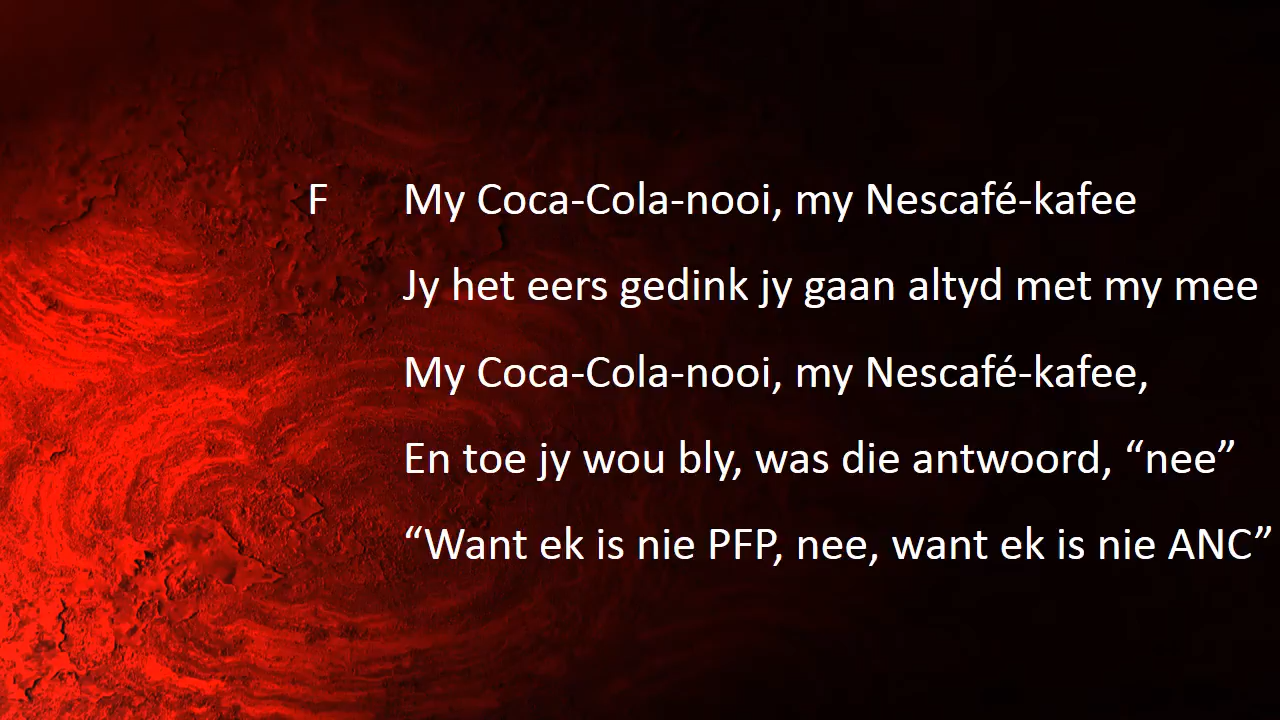 F My Coca-Cola-nooi, my Nescafé-kafee
Jy het eers gedink jy gaan altyd met my mee
My Coca-Cola-nooi, my Nescafé-kafee,
En toe jy wou bly, was die antwoord, “nee”
“Want ek is nie PFP, nee, want ek is nie ANC”